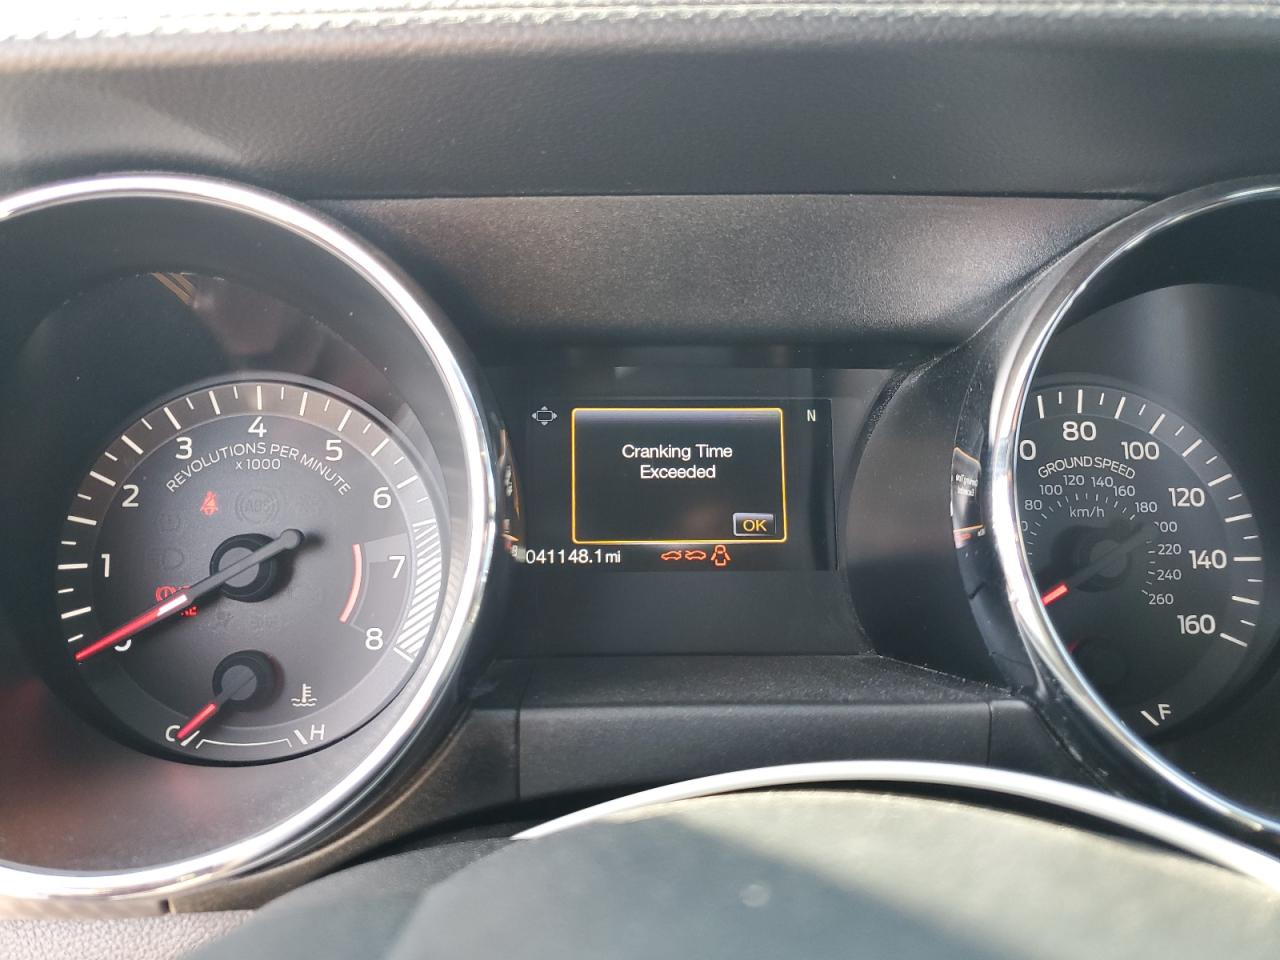 4
3
5
REVOLUTIONS PER MINUTE
x 1000
2
6
ABS
1
7
8
C
H
N
Cranking Time
Exceeded
OK
041148.1 mi
80
100
GROUND SPEED
120
140
100
160
80
180
120
km/h
200
220
140
240
260
160
F